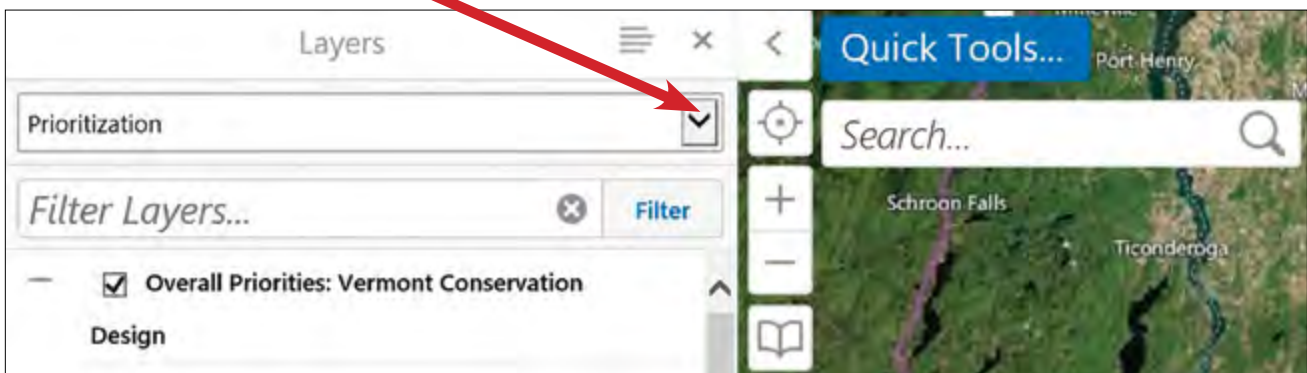 Layers
Prioritization
Filter Layers...
Filter
Overall Priorities: Vermont Conservation
Design
Quick Tools...
Search...
Port Henry
Schroon Falls
Ticonderoga